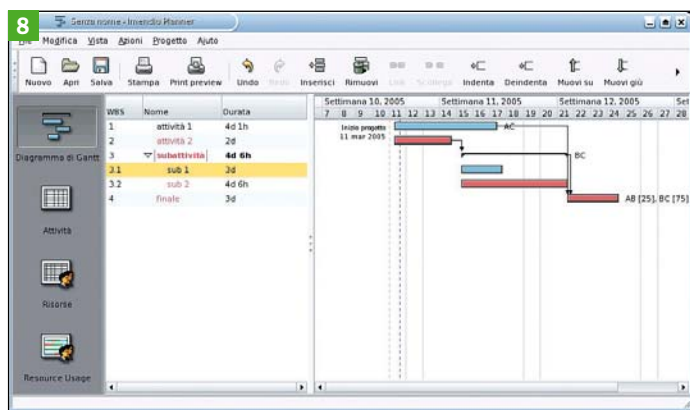 8
Senza nome - Imendio Planner
File Modifica Vista Azioni Progetto Ajuto
Nuovo Apri Salva Stampa Print preview Undo Redo Inserisci Rimuovi Link Scollega Indenta Deindenta Muovi su Muovi giù
Settimana 10, 2005 Settimana 11, 2005 Settimana 12, 2005 Set
WBS Nome Durata
7 8 9 10 11 12 13 14 15 16 17 18 19 20 21 22 23 24 25 26 27 28
1 attività 1 4d 1h
Inizio progetto
11 mar 2005
AC
2 attività 2 2d
3 subattività 4d 6h
BC
3.1 sub 1 3d
3.2 sub 2 4d 6h
4 finale 3d
AB [25], BC [75]
Diagramma di Gantt
Attività
Risorse
Resource Usage